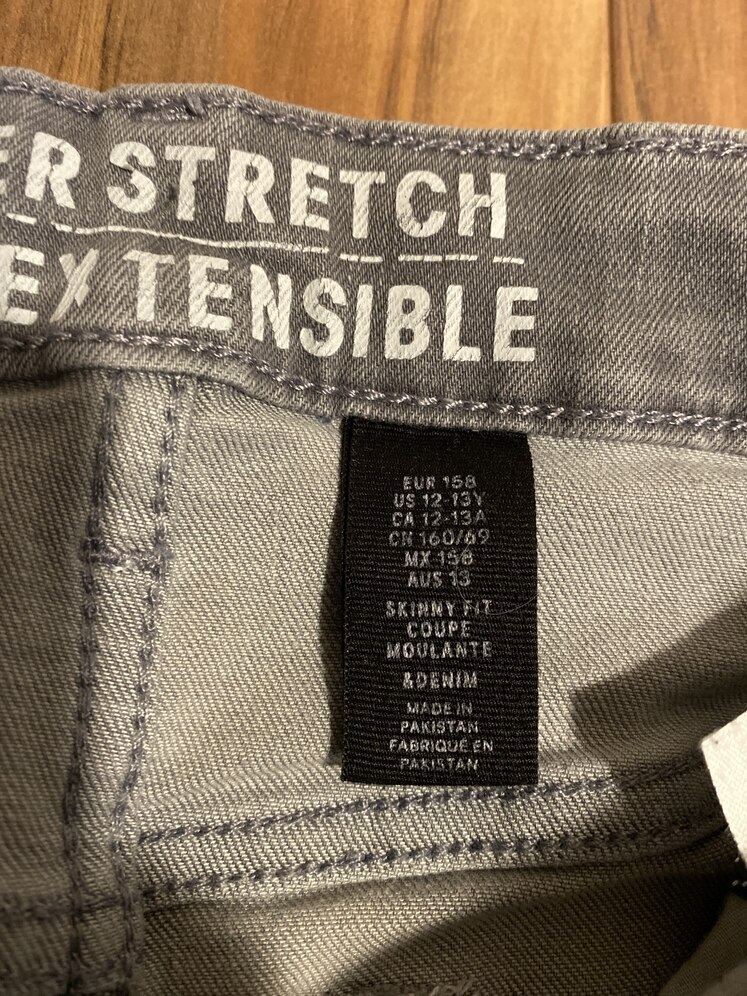 ER STRETCH
EXTENSIBLE
EUR 158
US 12-13Y
CA 12-13A
CN 160/69
MX 158
AUS 13
SKINNY FIT
COUPE
MOULANTE
&DENIM
MADE IN
PAKISTAN
FABRIQUÉ EN
PAKISTAN